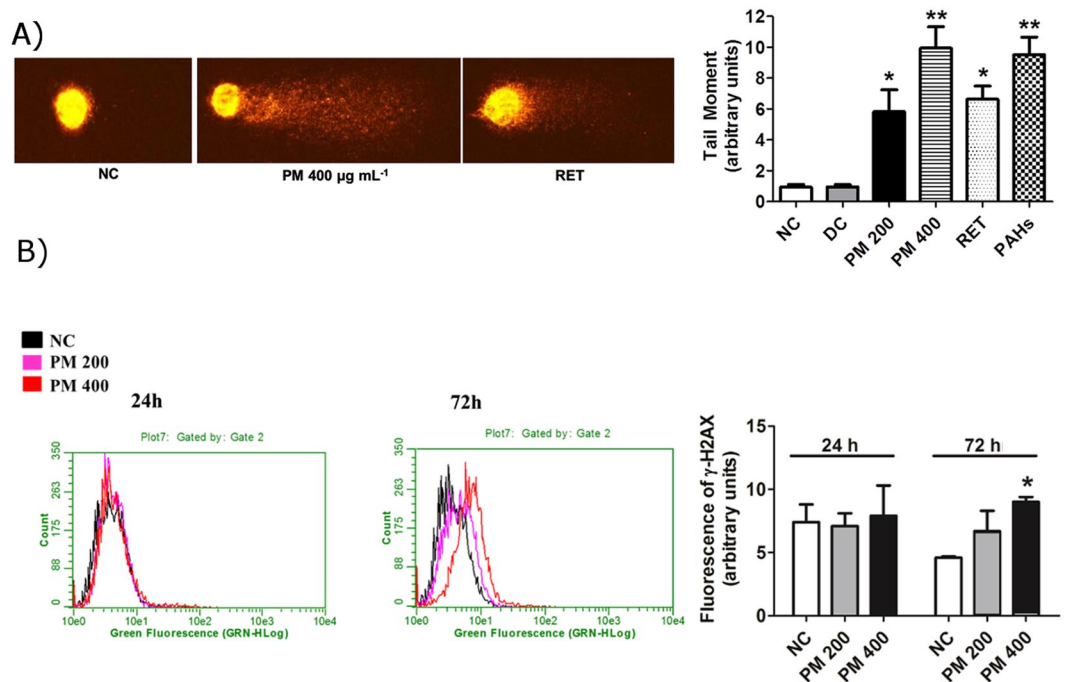 A)
NC
PM 400 µg mL-1
RET
Tail Moment
(arbitrary units)
12
10
8
6
4
2
0
*
**
*
**
NC
DC
PM 200
PM 400
RET
PAHs
B)
NC
PM 200
PM 400
24h
Plot7: Gated by: Gate 2
Count
350
263
175
88
0
10e0
10e1
10e2
10e3
10e4
Green Fluorescence (GRN-HLog)
72h
Plot7: Gated by: Gate 2
Count
350
263
175
88
0
10e0
10e1
10e2
10e3
10e4
Green Fluorescence (GRN-HLog)
Fluorescence of γ-H2AX
(arbitrary units)
15
10
5
0
24 h
72 h
*
NC
PM 200
PM 400
NC
PM 200
PM 400